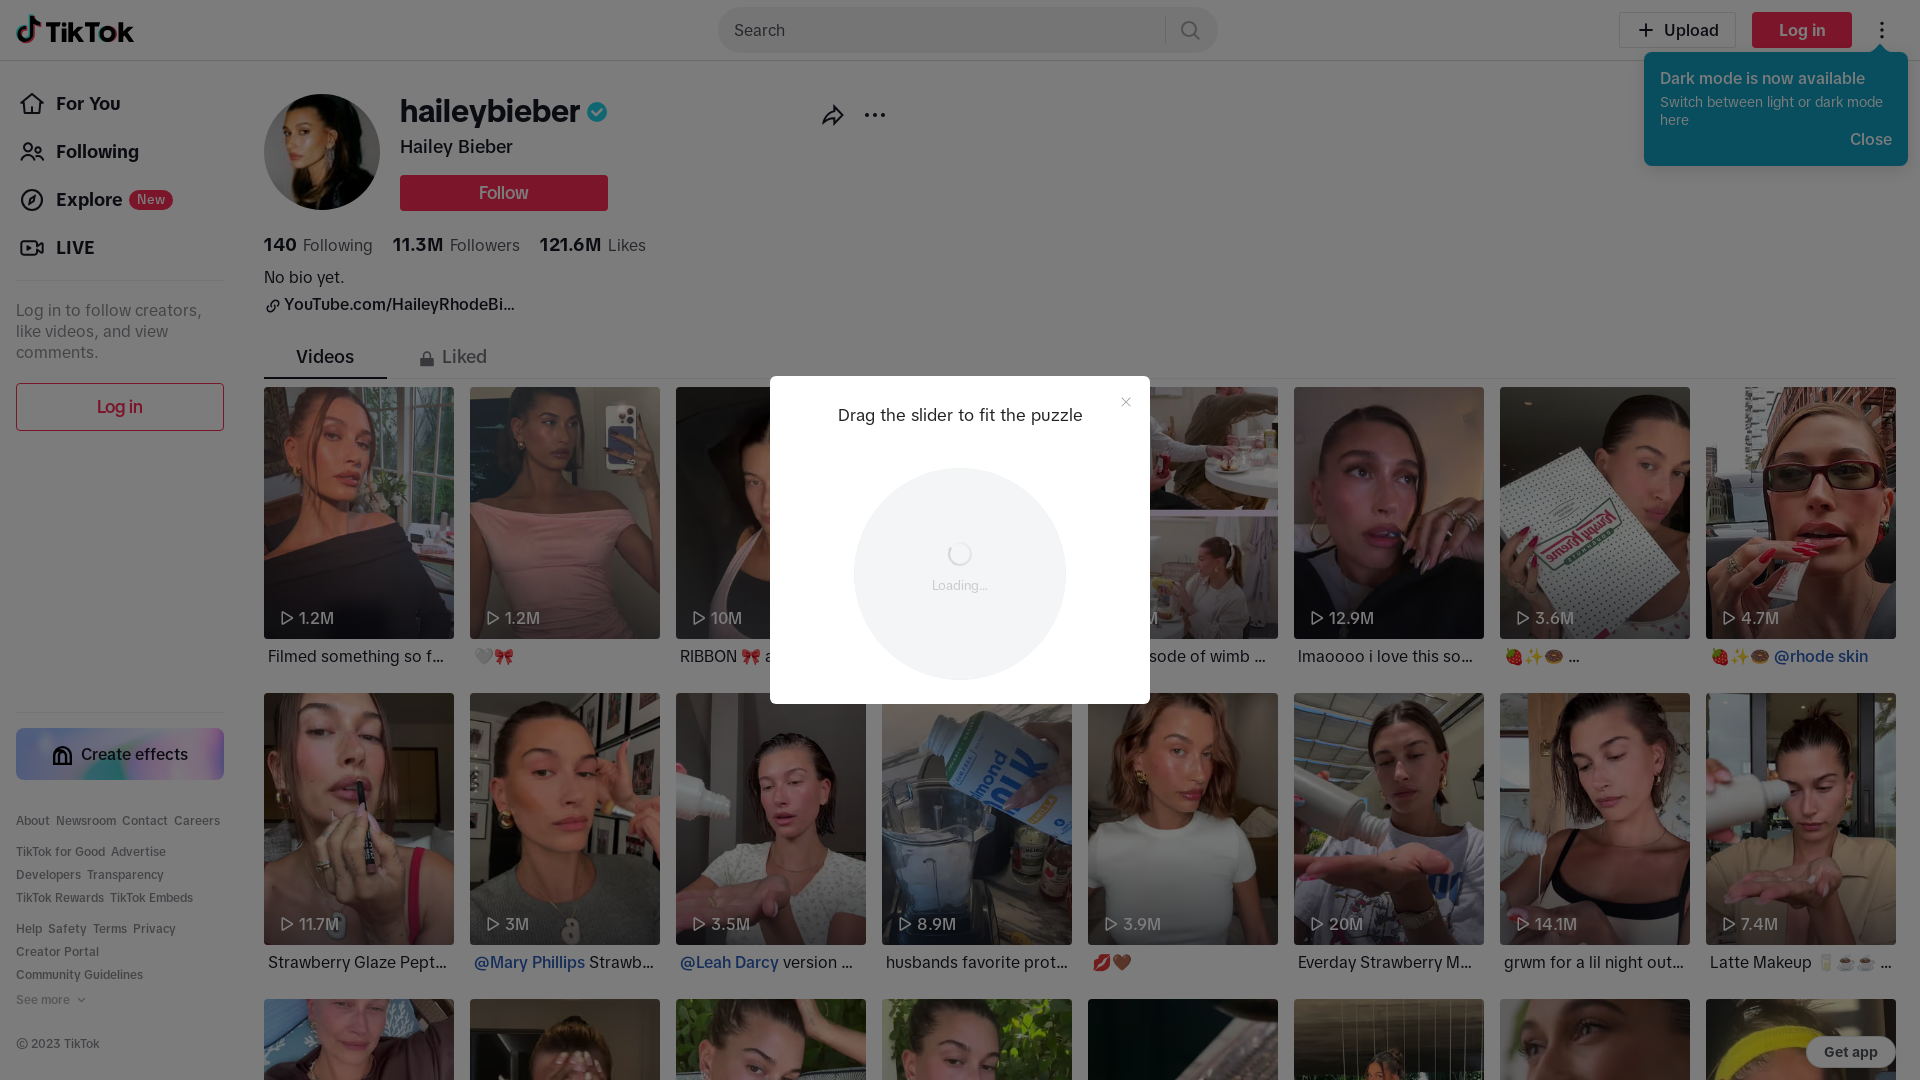 TikTok
Search
Upload
Log in
Dark mode is now available
Switch between light or dark mode here
Close
For You
Following
Explore New
LIVE
Log in to follow creators,
like videos, and view
comments.
Log in
Create effects
About Newsroom Contact Careers
TikTok for Good Advertise
Developers Transparency
TikTok Rewards TikTok Embeds
Help Safety Terms Privacy
Creator Portal
Community Guidelines
See more
© 2023 TikTok
haileybieber
Hailey Bieber
Follow
140 Following 11.3M Followers 121.6M Likes
No bio yet.
YouTube.com/HaileyRhodeBi...
Videos
Liked
Drag the slider to fit the puzzle
Loading...
1.2M
1.2M
10M
M
12.9M
3.6M
4.7M
Filmed something so f...
🤍🎀
RIBBON 🎀 a
sode of wimb ...
lmaoooo i love this so...
🍓✨🍩 ...
🍓✨🍩 @rhode skin
Krispy Kreme
DOUGHNUTS
almond
MILK
VANILLA
11.7M
3M
3.5M
8.9M
3.9M
20M
14.1M
7.4M
Strawberry Glaze Pept...
@Mary Phillips Strawb...
@Leah Darcy version ...
husbands favorite prot...
💋🤎
Everday Strawberry M...
grwm for a lil night out...
Latte Makeup 🥛☕☕ ...
Get app